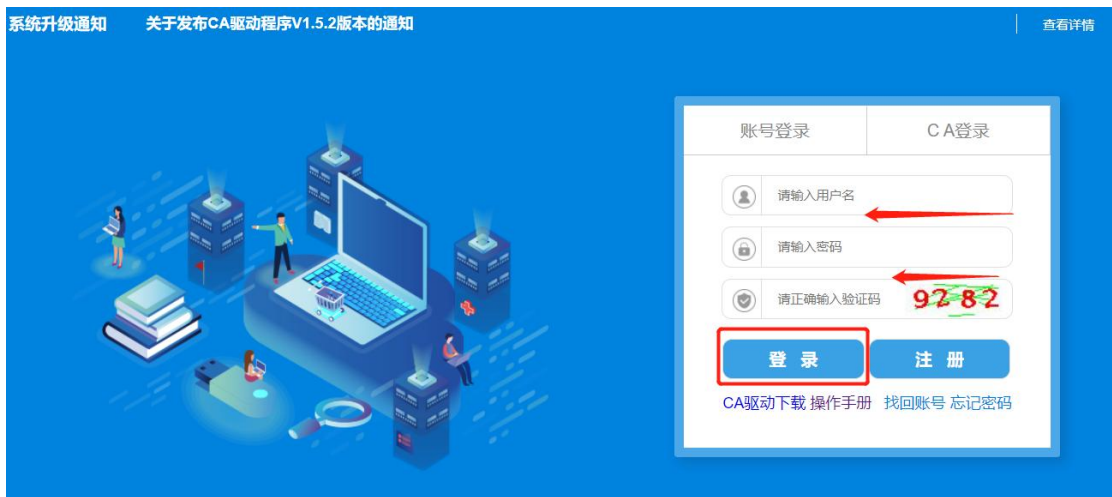 系统升级通知 关于发布CA驱动程序V1.5.2版本的通知 查看详情
账号登录 CA登录
请输入用户名
请输入密码
请正确输入验证码 9282
登 录 注 册
CA驱动下载 操作手册 找回账号 忘记密码